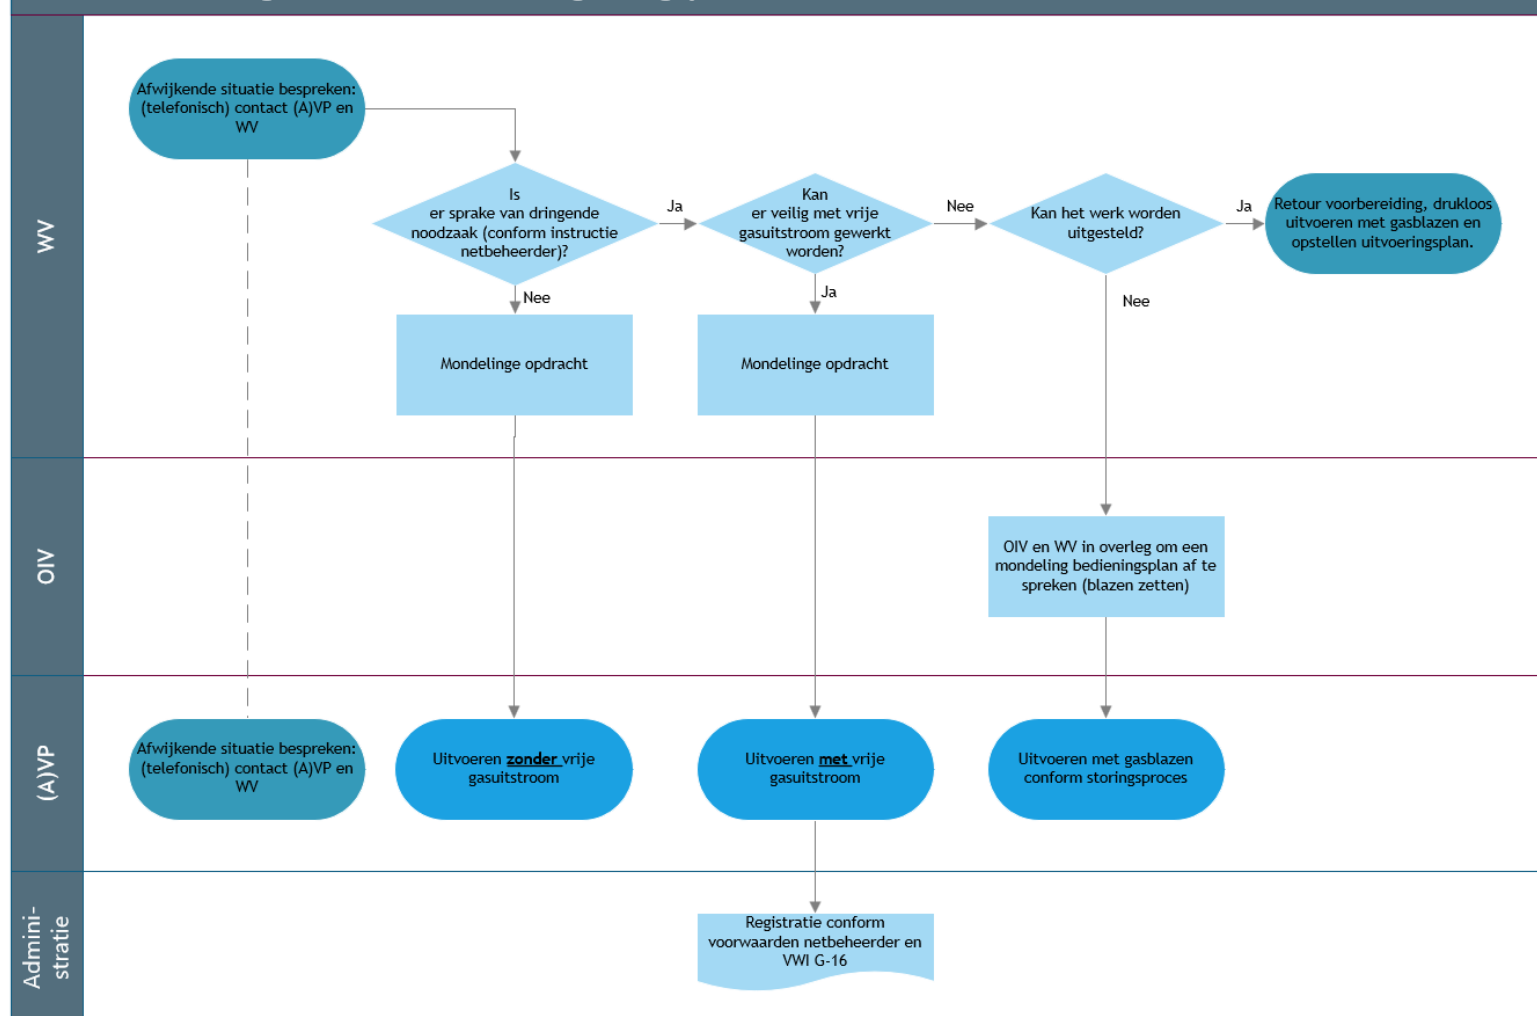 WV
Afwijkende situatie bespreken:
(telefonisch) contact (A)VP en
WV
Is
er sprake van dringende
noodzaak (conform instructie
netbeheerder)?
Ja
Nee
Kan
er veilig met vrije
gasuitstroom gewerkt
worden?
Nee
Ja
Kan het werk worden
uitgesteld?
Ja
Nee
Retour voorbereiding, drukloos
uitvoeren met gasblazen en
opstellen uitvoeringsplan.
Mondelinge opdracht
Mondelinge opdracht
OIV
OIV en WV in overleg om een
mondeling bedieningsplan af te
spreken (blazen zetten)
(A)VP
Afwijkende situatie bespreken:
(telefonisch) contact (A)VP en
WV
Uitvoeren zonder vrije
gasuitstroom
Uitvoeren met vrije
gasuitstroom
Uitvoeren met gasblazen
conform storingsproces
Admini-
stratie
Registratie conform
voorwaarden netbeheerder en
VWI G-16